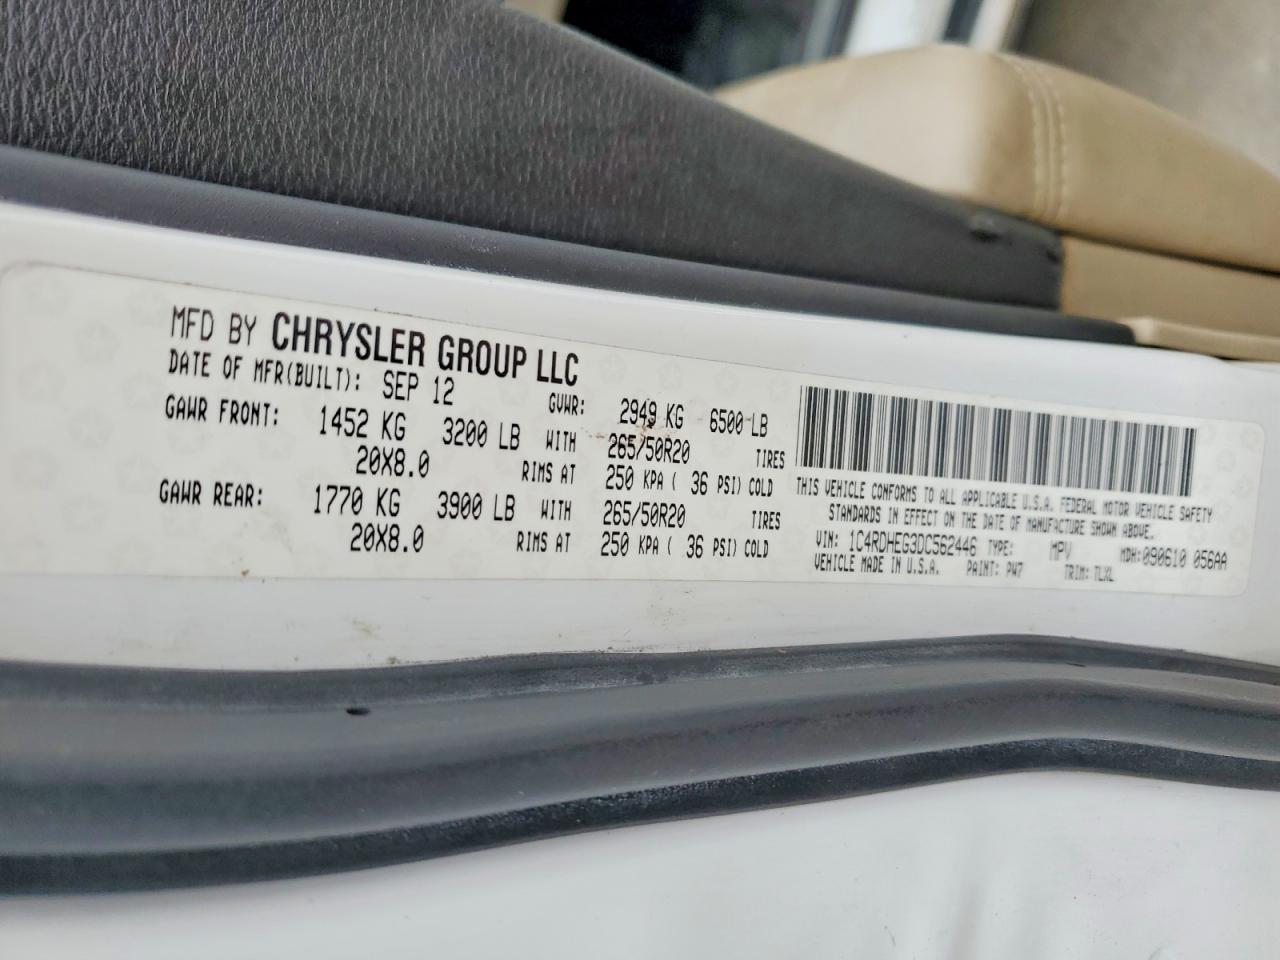 MFD BY CHRYSLER GROUP LLC
DATE OF MFR(BUILT): SEP 12 GVWR: 2949 KG 6500 LB
GAWR FRONT: 1452 KG 3200 LB WITH 265/50R20 TIRES
20X8.0 RIMS AT 250 KPA ( 36 PSI) COLD
GAWR REAR: 1770 KG 3900 LB WITH 265/50R20 TIRES
20X8.0 RIMS AT 250 KPA ( 36 PSI) COLD
THIS VEHICLE CONFORMS TO ALL APPLICABLE U.S.A. FEDERAL MOTOR VEHICLE SAFETY
STANDARDS IN EFFECT ON THE DATE OF MANUFACTURE SHOWN ABOVE.
VIN: 1C4RDHEG3DC562446 TYPE: MPV MDH:090610 056AA
VEHICLE MADE IN U.S.A. PAINT: PW7 TRIM: TLXL